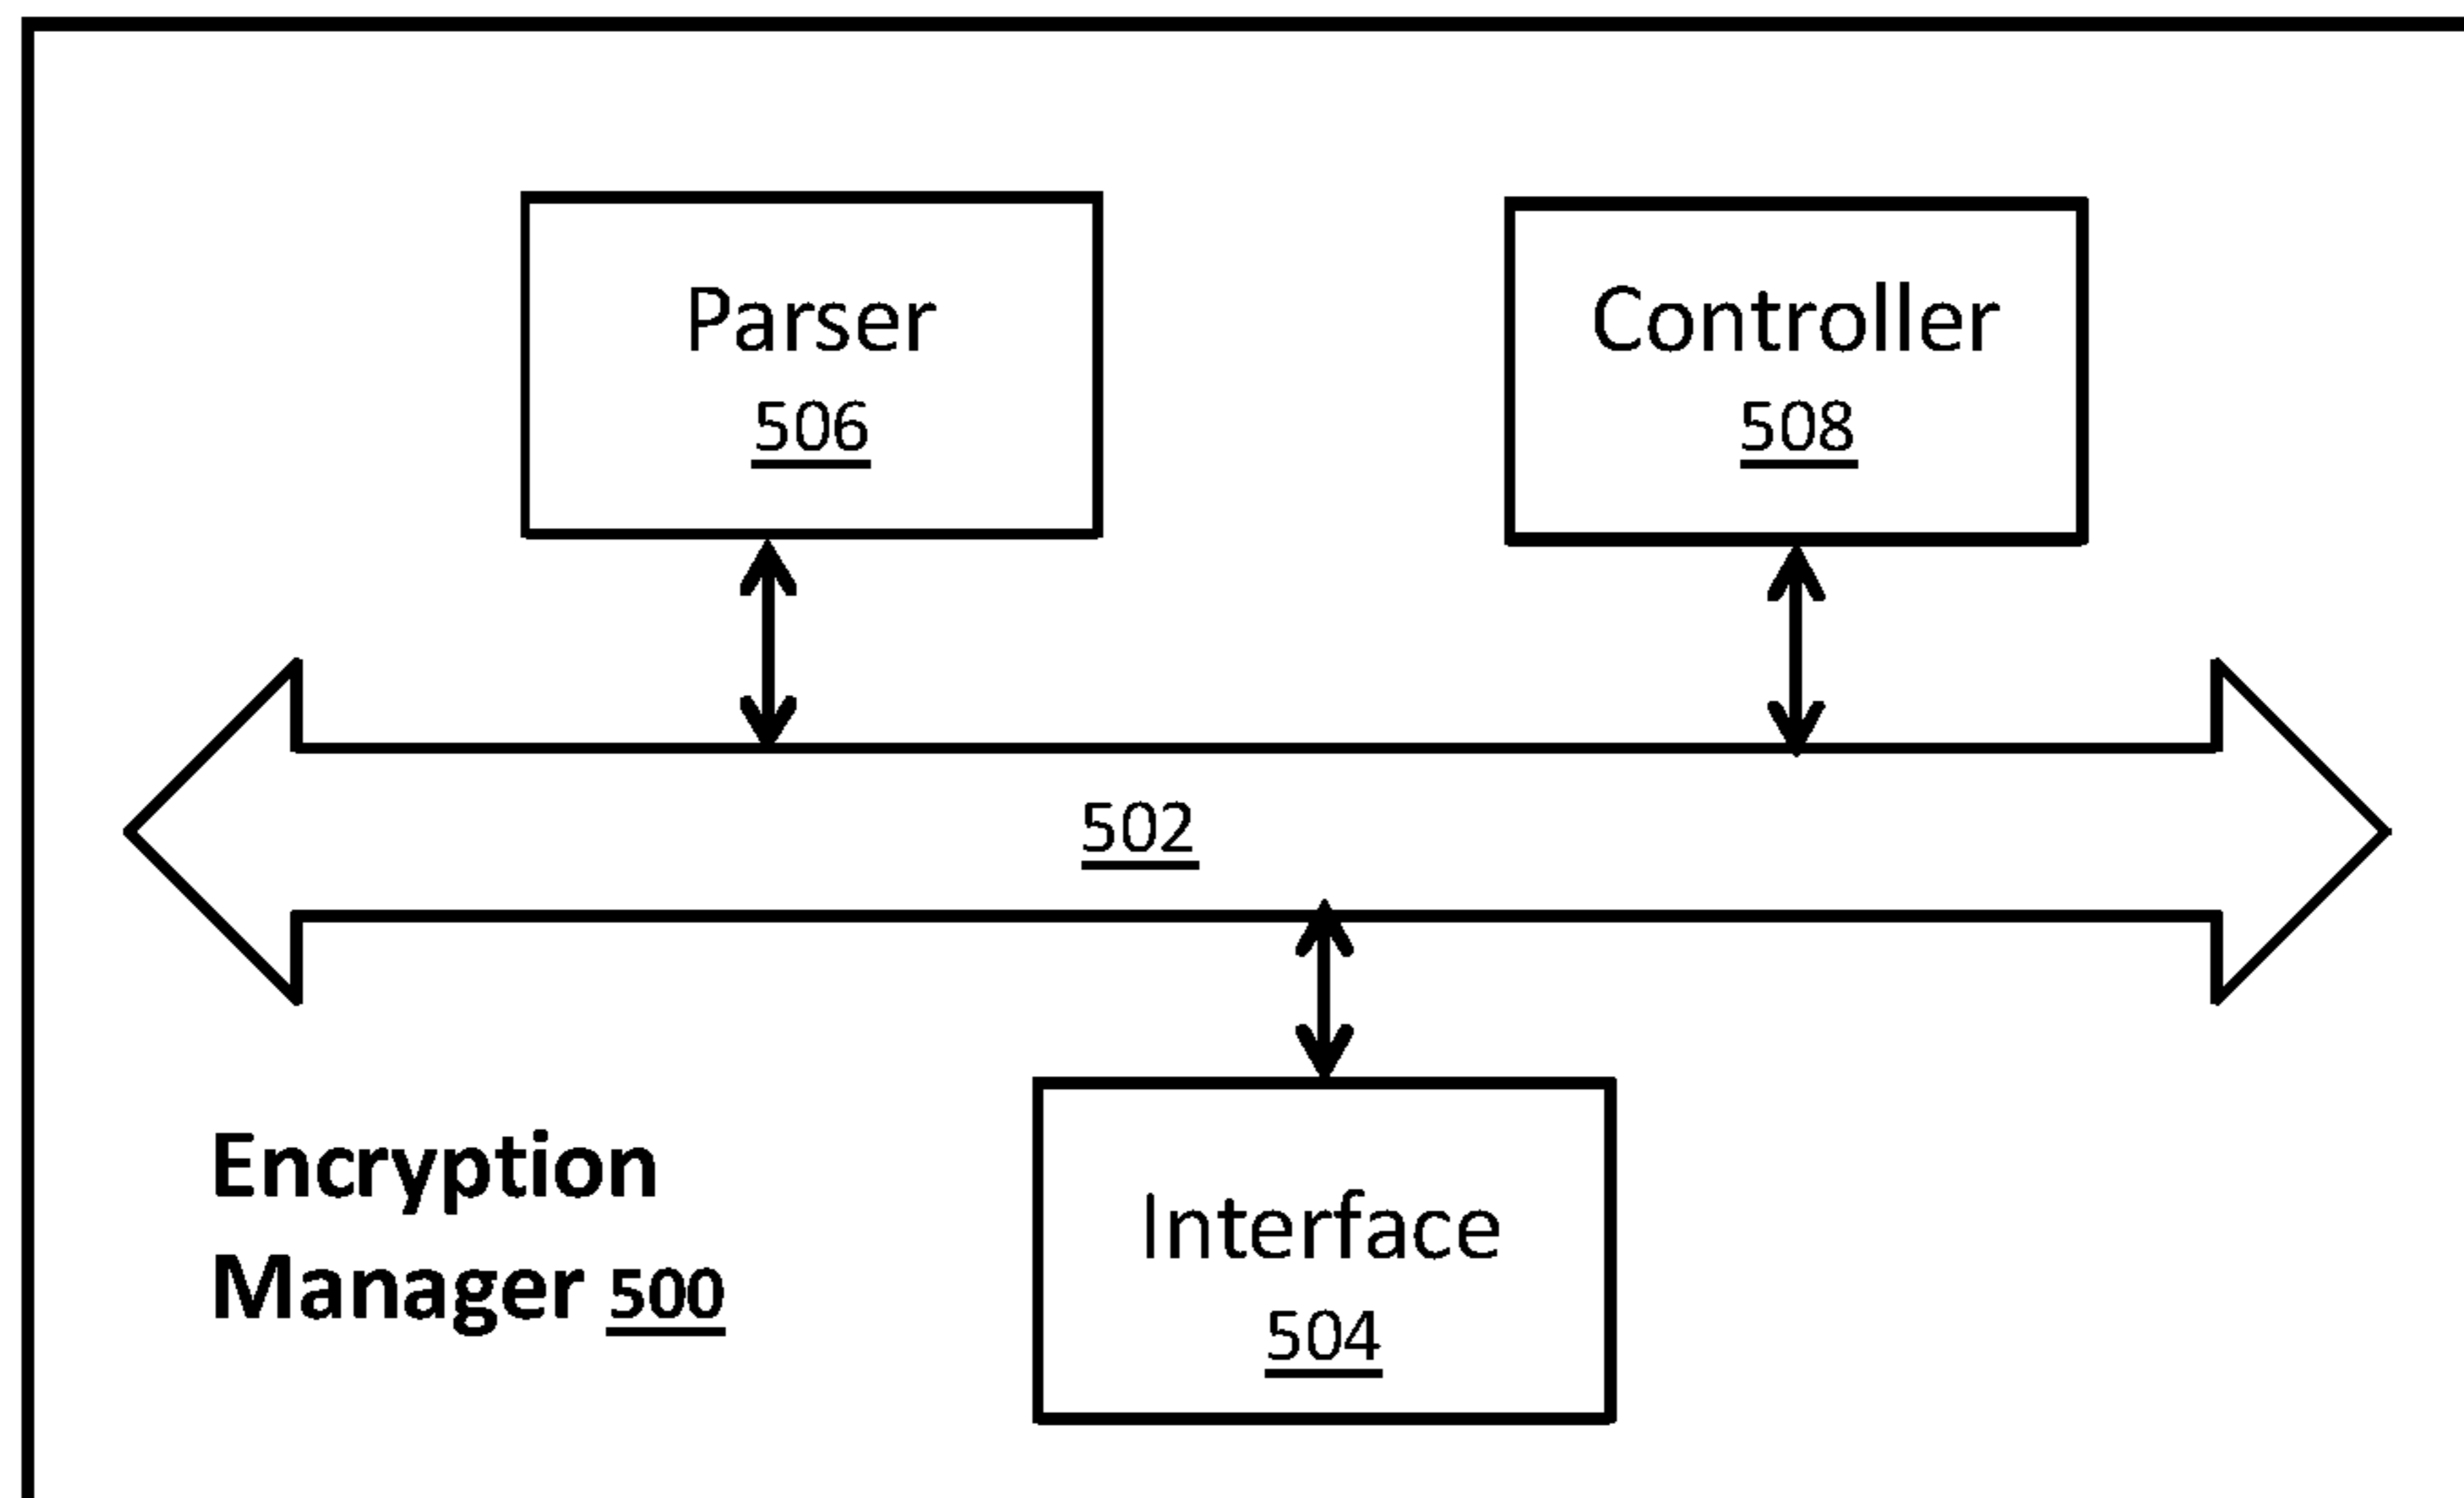 Parser
506
Controller
508
502
Encryption
Manager 500
Interface
504